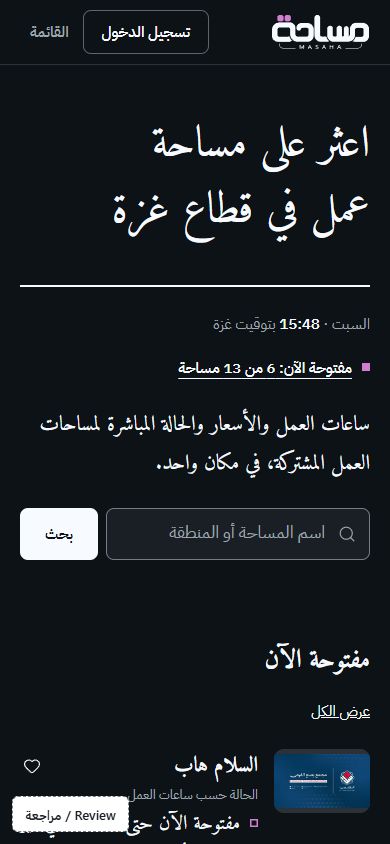 مساحة
MASAHA
تسجيل الدخول
القائمة
اعثر على مساحة
عمل في قطاع غزة
السبت · 15:48 بتوقيت غزة
مفتوحة الآن: 6 من 13 مساحة
ساعات العمل والأسعار والحالة المباشرة لمساحات
العمل المشتركة، في مكان واحد.
اسم المساحة أو المنطقة
بحث
مفتوحة الآن
عرض الكل
السلام هاب
الحالة حسب ساعات العمل
مفتوحة الآن حتى
Review / مراجعة